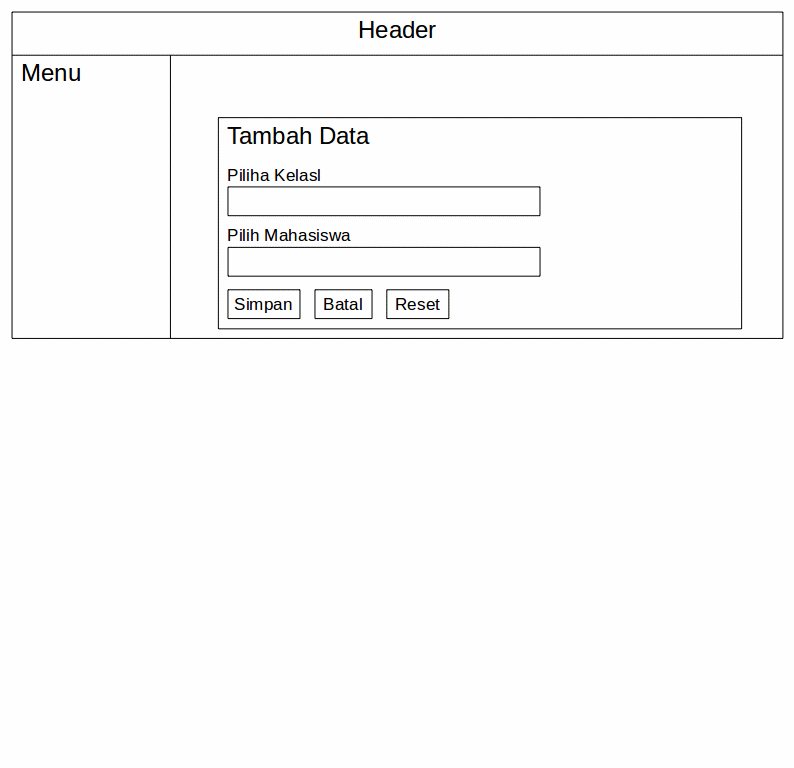 Header
Menu
Tambah Data
Piliha Kelasl
Pilih Mahasiswa
Simpan Batal Reset